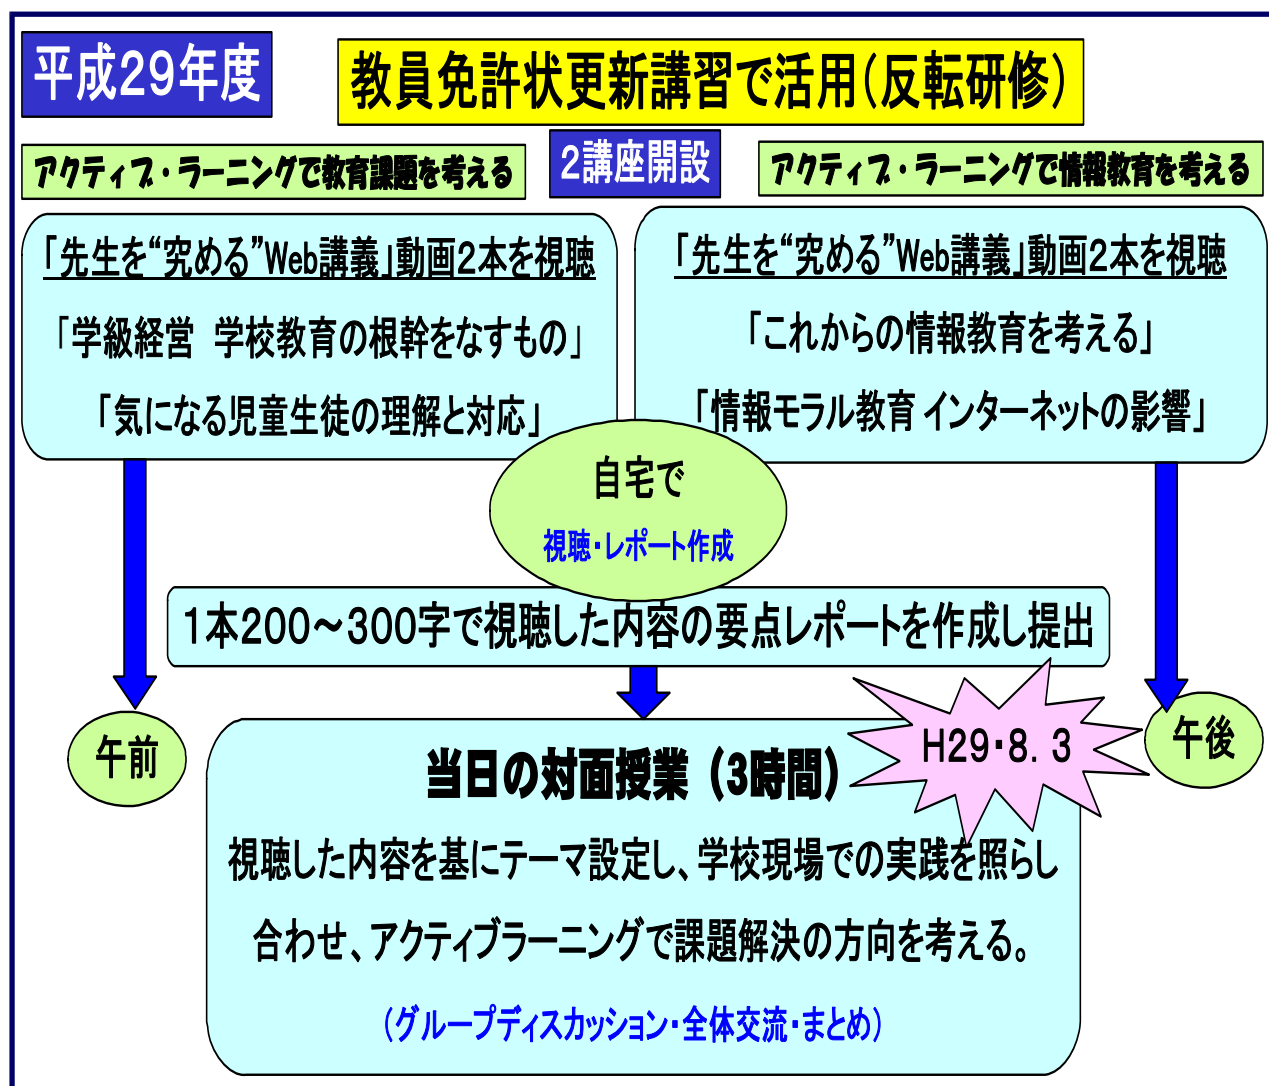 平成29年度
教員免許状更新講習で活用(反転研修)
2講座開設
アクティブ・ラーニングで教育課題を考える
アクティブ・ラーニングで情報教育を考える
「先生を“究める”Web講義」動画2本を視聴
「学級経営 学校教育の根幹をなすもの」
「気になる児童生徒の理解と対応」
「先生を“究める”Web講義」動画2本を視聴
「これからの情報教育を考える」
「情報モラル教育 インターネットの影響」
自宅で
視聴・レポート作成
1本200～300字で視聴した内容の要点レポートを作成し提出
午前
H29・8.3
午後
当日の対面授業(3時間)
視聴した内容を基にテーマ設定し、学校現場での実践を照らし
合わせ、アクティブラーニングで課題解決の方向を考える。
(グループディスカッション・全体交流・まとめ)